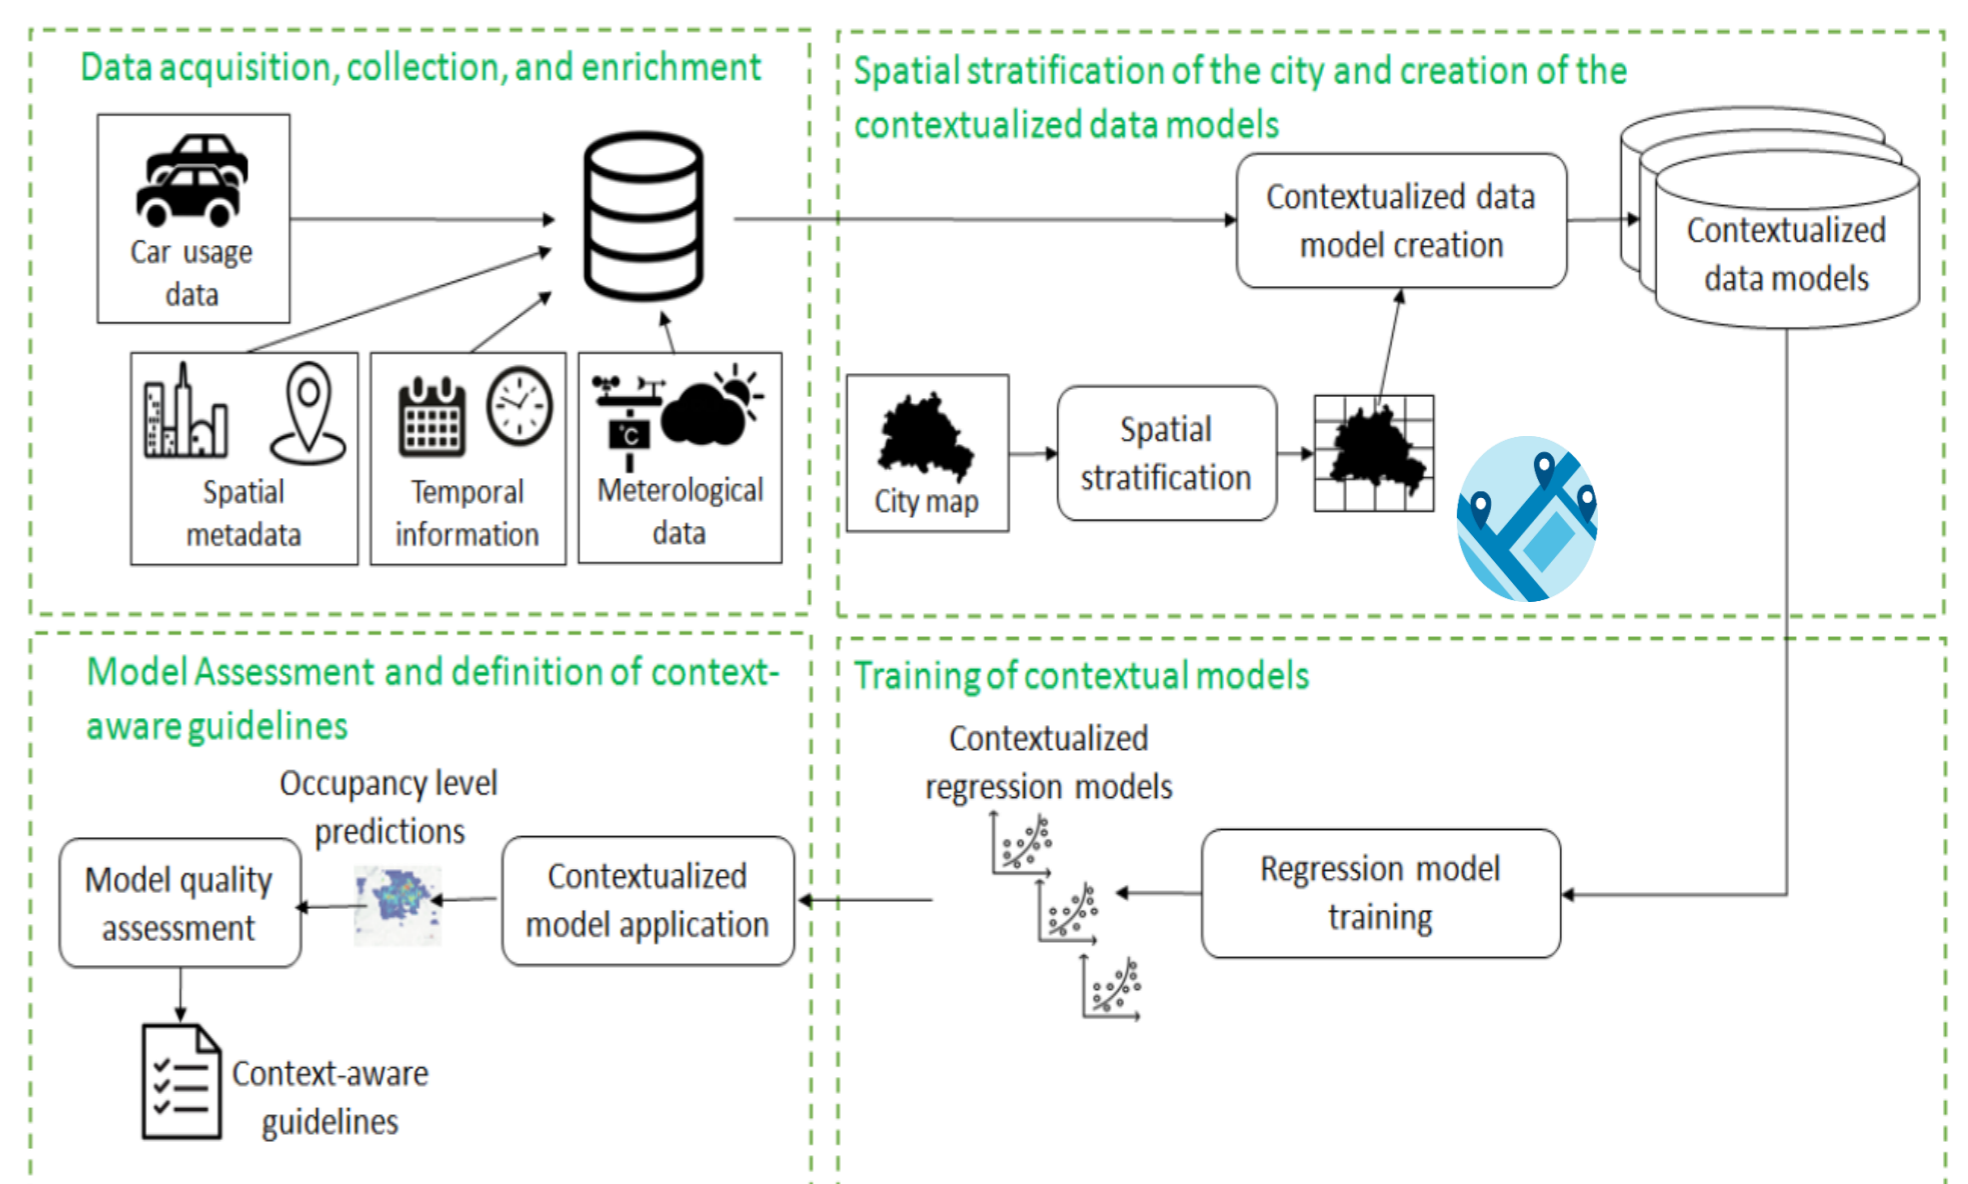 Data acquisition, collection, and enrichment
Car usage
data
Spatial
metadata
Temporal
information
°C
Meterological
data
Spatial stratification of the city and creation of the
contextualized data models
Contextualized data
model creation
Contextualized
data models
City map
Spatial
stratification
Model Assessment and definition of context-
aware guidelines
Occupancy level
predictions
Model quality
assessment
Contextualized
model application
Context-aware
guidelines
Training of contextual models
Contextualized
regression models
Regression model
training